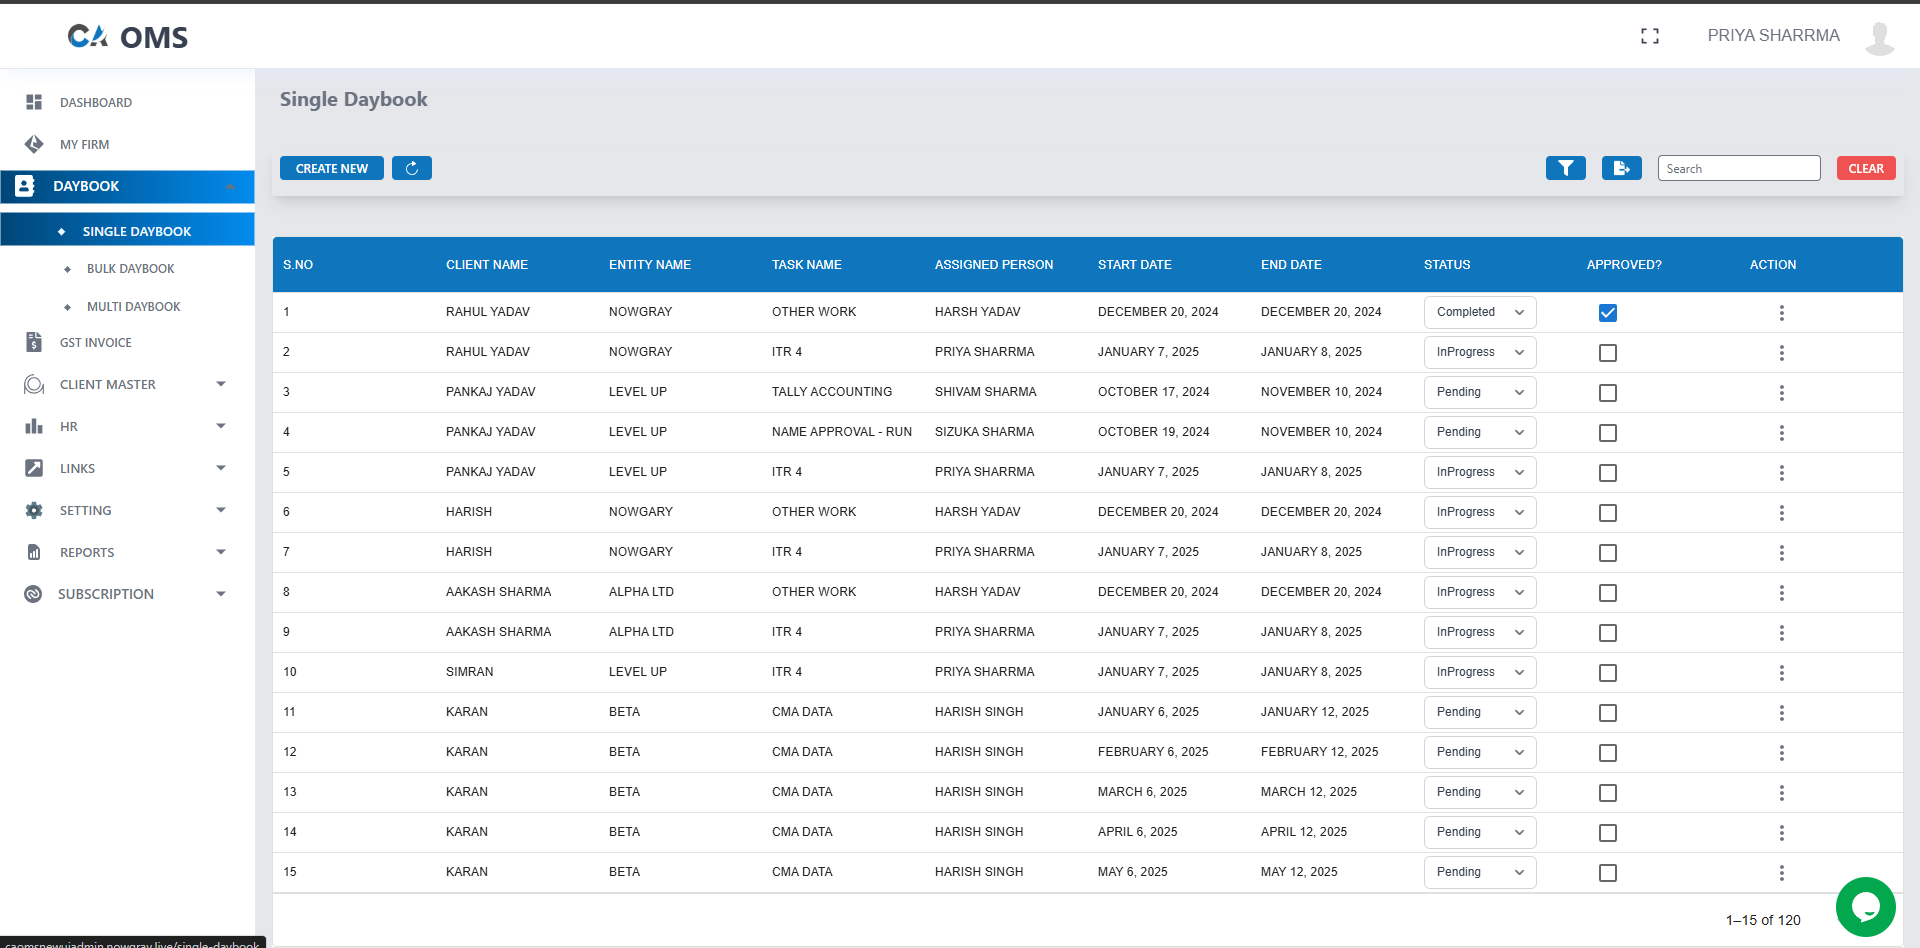 CA OMS
PRIYA SHARRMA
DASHBOARD
MY FIRM
DAYBOOK
SINGLE DAYBOOK
BULK DAYBOOK
MULTI DAYBOOK
GST INVOICE
CLIENT MASTER
HR
LINKS
SETTING
REPORTS
SUBSCRIPTION
Single Daybook
CREATE NEW
Search
CLEAR
S.NO CLIENT NAME ENTITY NAME TASK NAME ASSIGNED PERSON START DATE END DATE STATUS APPROVED? ACTION
1 RAHUL YADAV NOWGRAY OTHER WORK HARSH YADAV DECEMBER 20, 2024 DECEMBER 20, 2024 Completed
2 RAHUL YADAV NOWGRAY ITR 4 PRIYA SHARRMA JANUARY 7, 2025 JANUARY 8, 2025 InProgress
3 PANKAJ YADAV LEVEL UP TALLY ACCOUNTING SHIVAM SHARMA OCTOBER 17, 2024 NOVEMBER 10, 2024 Pending
4 PANKAJ YADAV LEVEL UP NAME APPROVAL - RUN SIZUKA SHARMA OCTOBER 19, 2024 NOVEMBER 10, 2024 Pending
5 PANKAJ YADAV LEVEL UP ITR 4 PRIYA SHARRMA JANUARY 7, 2025 JANUARY 8, 2025 InProgress
6 HARISH NOWGARY OTHER WORK HARSH YADAV DECEMBER 20, 2024 DECEMBER 20, 2024 InProgress
7 HARISH NOWGARY ITR 4 PRIYA SHARRMA JANUARY 7, 2025 JANUARY 8, 2025 InProgress
8 AAKASH SHARMA ALPHA LTD OTHER WORK HARSH YADAV DECEMBER 20, 2024 DECEMBER 20, 2024 InProgress
9 AAKASH SHARMA ALPHA LTD ITR 4 PRIYA SHARRMA JANUARY 7, 2025 JANUARY 8, 2025 InProgress
10 SIMRAN LEVEL UP ITR 4 PRIYA SHARRMA JANUARY 7, 2025 JANUARY 8, 2025 InProgress
11 KARAN BETA CMA DATA HARISH SINGH JANUARY 6, 2025 JANUARY 12, 2025 Pending
12 KARAN BETA CMA DATA HARISH SINGH FEBRUARY 6, 2025 FEBRUARY 12, 2025 Pending
13 KARAN BETA CMA DATA HARISH SINGH MARCH 6, 2025 MARCH 12, 2025 Pending
14 KARAN BETA CMA DATA HARISH SINGH APRIL 6, 2025 APRIL 12, 2025 Pending
15 KARAN BETA CMA DATA HARISH SINGH MAY 6, 2025 MAY 12, 2025 Pending
1–15 of 120
caomsnewuiadmin.nowgray.live/single-daybook